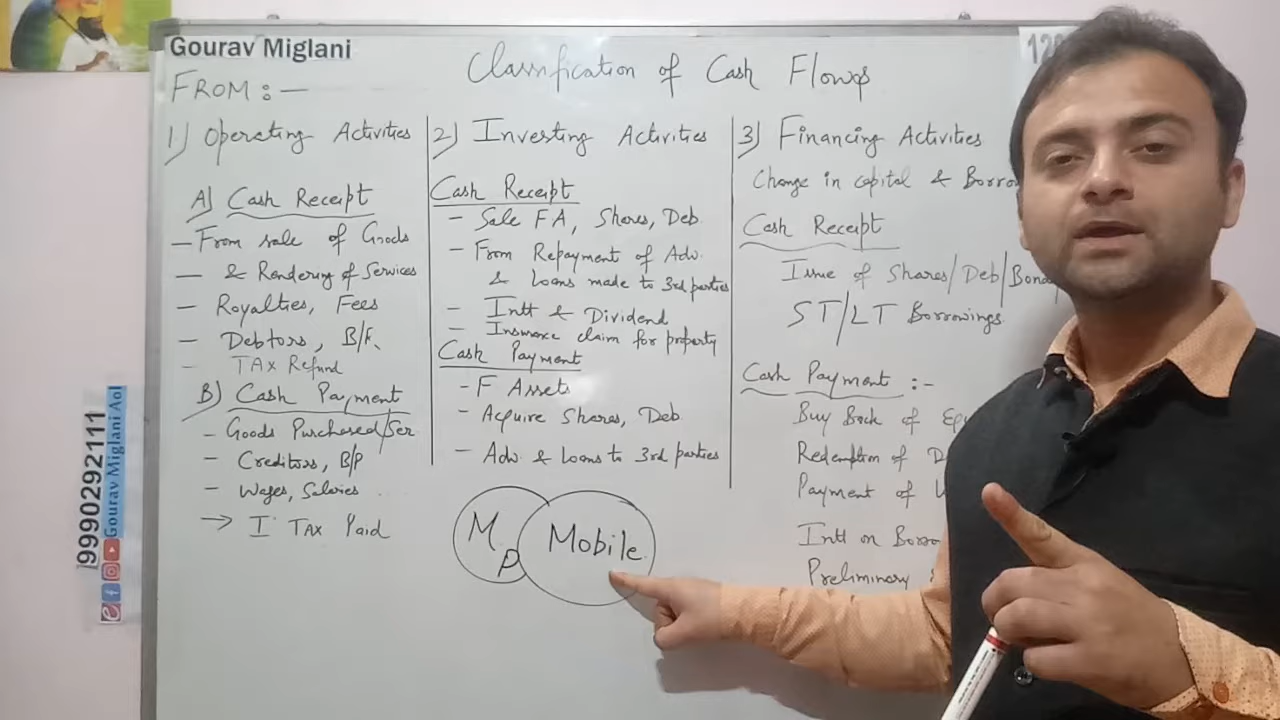 Gourav Miglani
Classification of Cash Flows
FROM :—
1) Operating Activities
A) Cash Receipt
— From sale of Goods
— & Rendering of Services
— Royalties, Fees
— Debtors, B/R
— TAX Refund
B) Cash Payment
— Goods Purchased/Ser
— Creditors, B/P
— Wages, Salaries
→ I. TAX Paid
2) Investing Activities
Cash Receipt
— Sale FA, Shares, Deb
— From Repayment of Adv.
& Loans made to 3rd parties
— Intt & Dividend
— Insurance claim for property
Cash Payment
— F Assets
— Acquire Shares, Deb
— Adv. & Loans to 3rd parties
M P
Mobile
3) Financing Activities
Change in capital & Borro
Cash Receipt
Issue of Shares/Deb/Bonds
ST/LT Borrowings
Cash Payment :-
Buy Back of Eq
Redemption of D
Payment of
Intt on Borro
Preliminary
9990292111
Gourav Miglani Aol